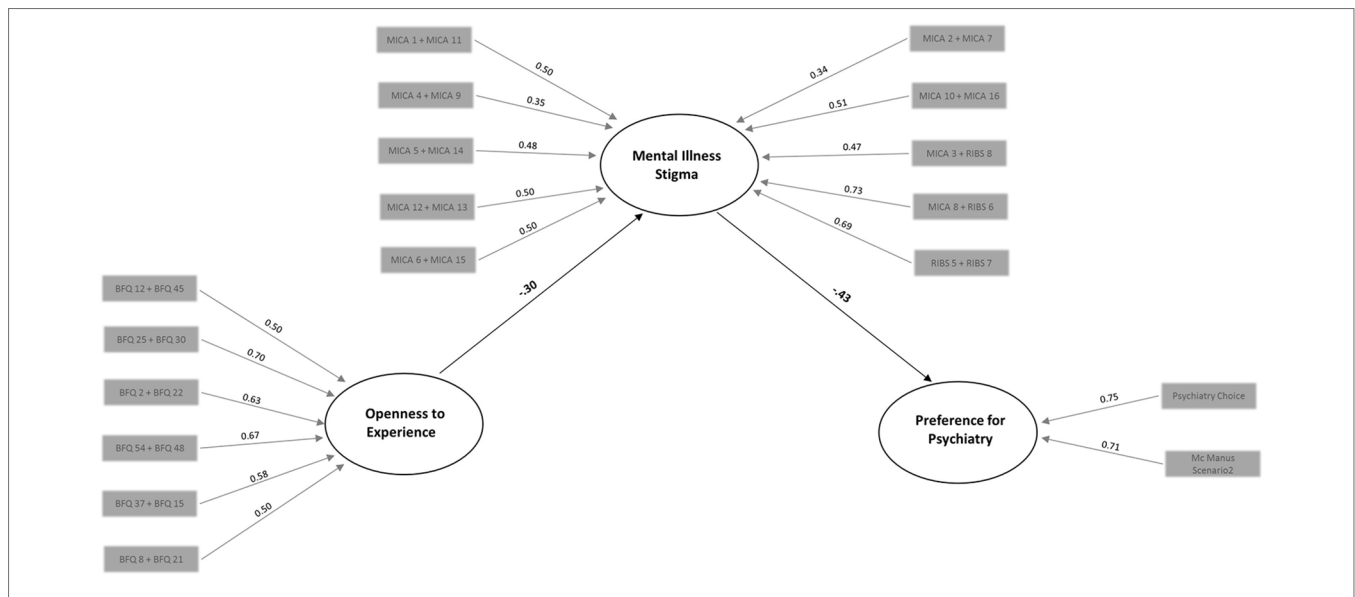 MICA 1 + MICA 11
0.50
MICA 4 + MICA 9
0.35
MICA 5 + MICA 14
0.48
MICA 12 + MICA 13
0.50
MICA 6 + MICA 15
0.50
MICA 2 + MICA 7
0.34
MICA 10 + MICA 16
0.51
MICA 3 + RIBS 8
0.47
MICA 8 + RIBS 6
0.73
RIBS 5 + RIBS 7
0.69
Mental Illness
Stigma
-.30
-.43
BFQ 12 + BFQ 45
0.50
BFQ 25 + BFQ 30
0.70
BFQ 2 + BFQ 22
0.63
BFQ 54 + BFQ 48
0.67
BFQ 37 + BFQ 15
0.58
BFQ 8 + BFQ 21
0.50
Openness to
Experience
Preference for
Psychiatry
0.75
Psychiatry Choice
0.71
Mc Manus
Scenario2